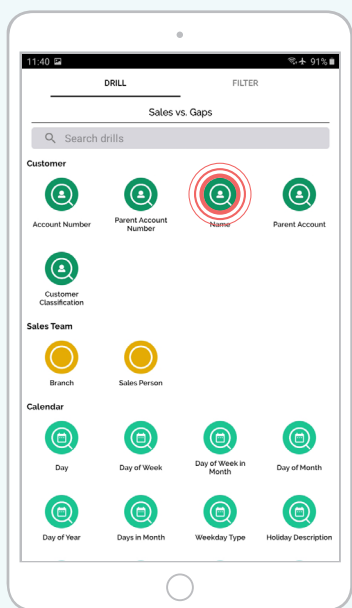 11:40 91%
DRILL FILTER
Sales vs. Gaps
Search drills
Customer
Account Number Parent Account Number Name Parent Account
Customer Classification
Sales Team
Branch Sales Person
Calendar
Day Day of Week Day of Week in Month Day of Month
Day of Year Days in Month Weekday Type Holiday Description